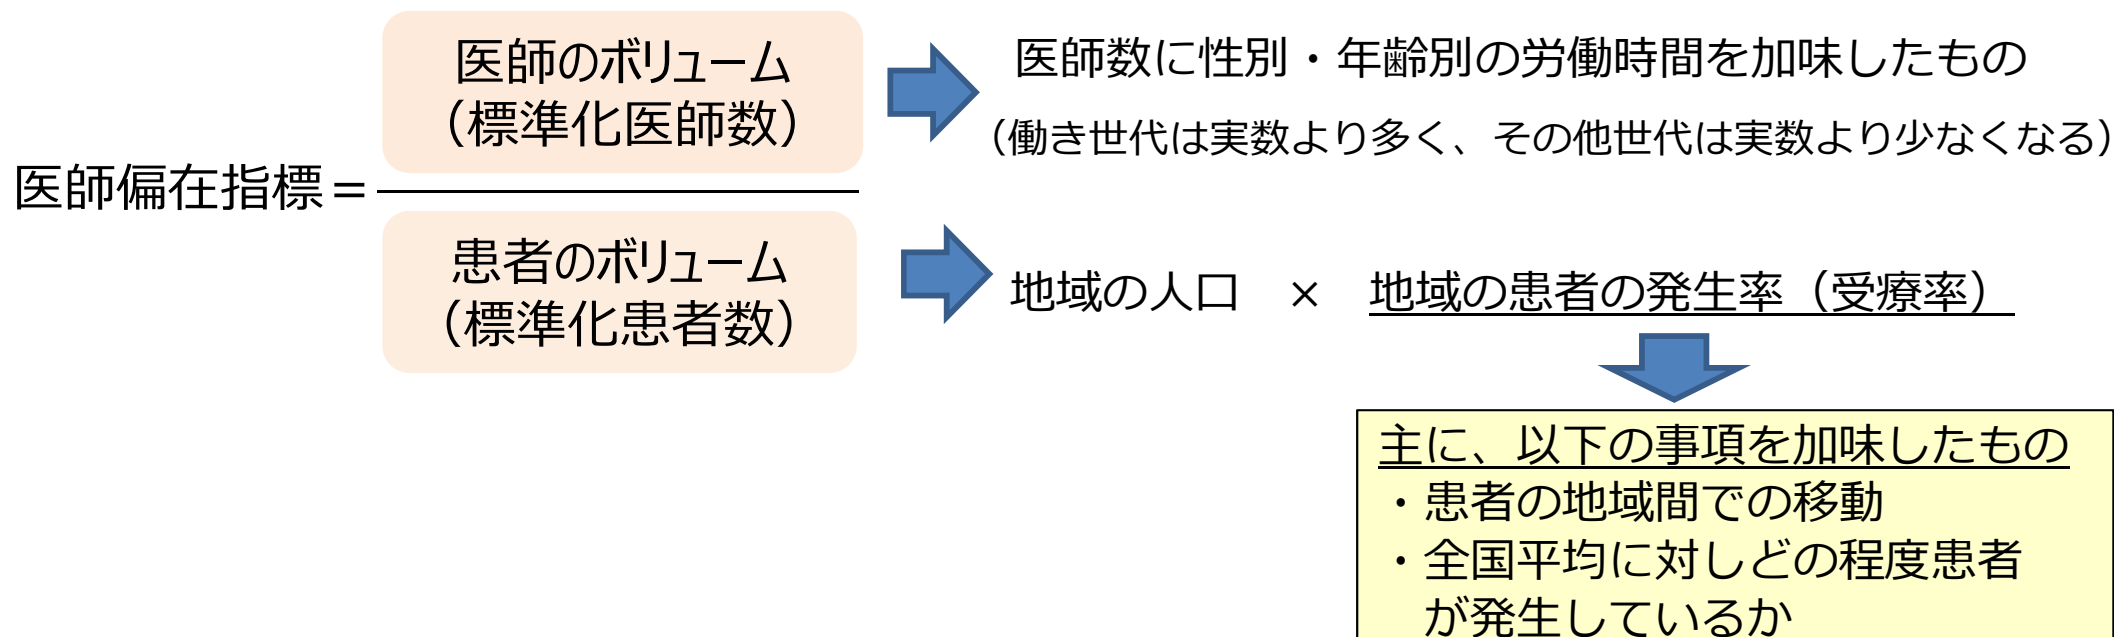 医師のボリューム
（標準化医師数）
医師数に性別・年齢別の労働時間を加味したもの
（働き世代は実数より多く、その他世代は実数より少なくなる）
医師偏在指標＝
患者のボリューム
（標準化患者数）
地域の人口　×　地域の患者の発生率（受療率）
主に、以下の事項を加味したもの
・患者の地域間での移動
・全国平均に対しどの程度患者
が発生しているか